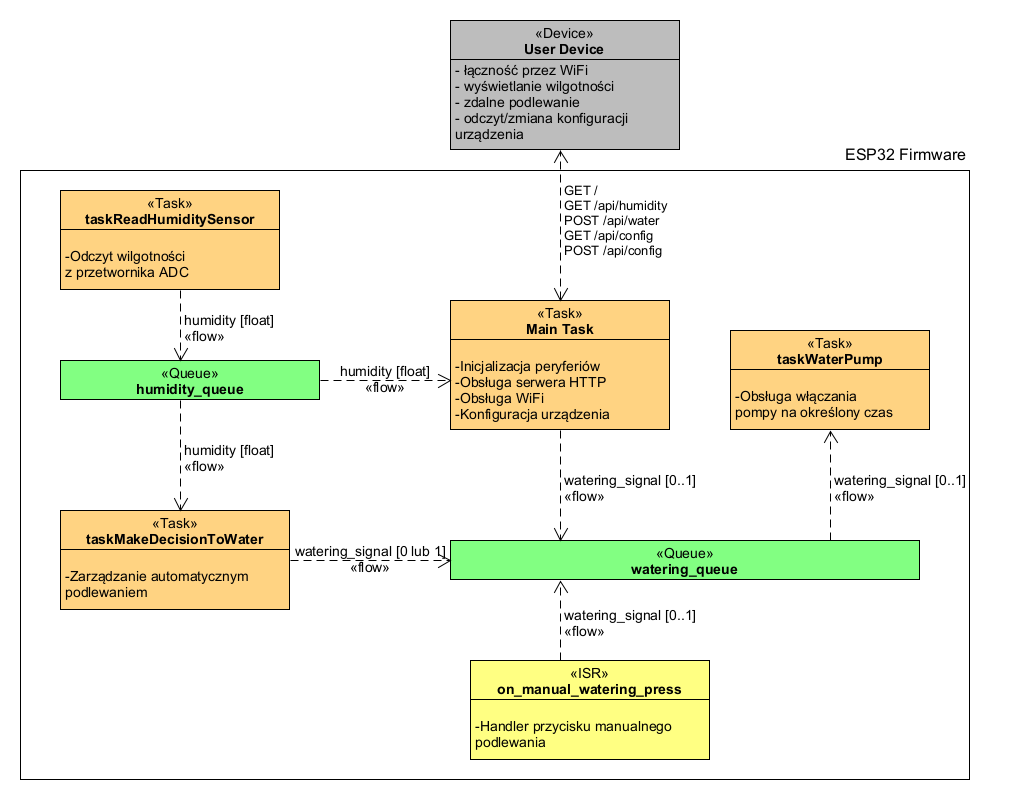 «Device»
User Device
- łączność przez WiFi
- wyświetlanie wilgotności
- zdalne podlewanie
- odczyt/zmiana konfiguracji
urządzenia
ESP32 Firmware
«Task»
taskReadHumiditySensor
-Odczyt wilgotności
z przetwornika ADC
GET /
GET /api/humidity
POST /api/water
GET /api/config
POST /api/config
humidity [float]
«flow»
«Task»
Main Task
-Inicjalizacja peryferiów
-Obsługa serwera HTTP
-Obsługa WiFi
-Konfiguracja urządzenia
«Task»
taskWaterPump
-Obsługa włączania
pompy na określony czas
«Queue»
humidity_queue
humidity [float]
«flow»
humidity [float]
«flow»
watering_signal [0..1]
«flow»
watering_signal [0..1]
«flow»
«Task»
taskMakeDecisionToWater
-Zarządzanie automatycznym
podlewaniem
watering_signal [0 lub 1]
«flow»
«Queue»
watering_queue
watering_signal [0..1]
«flow»
«ISR»
on_manual_watering_press
-Handler przycisku manualnego
podlewania